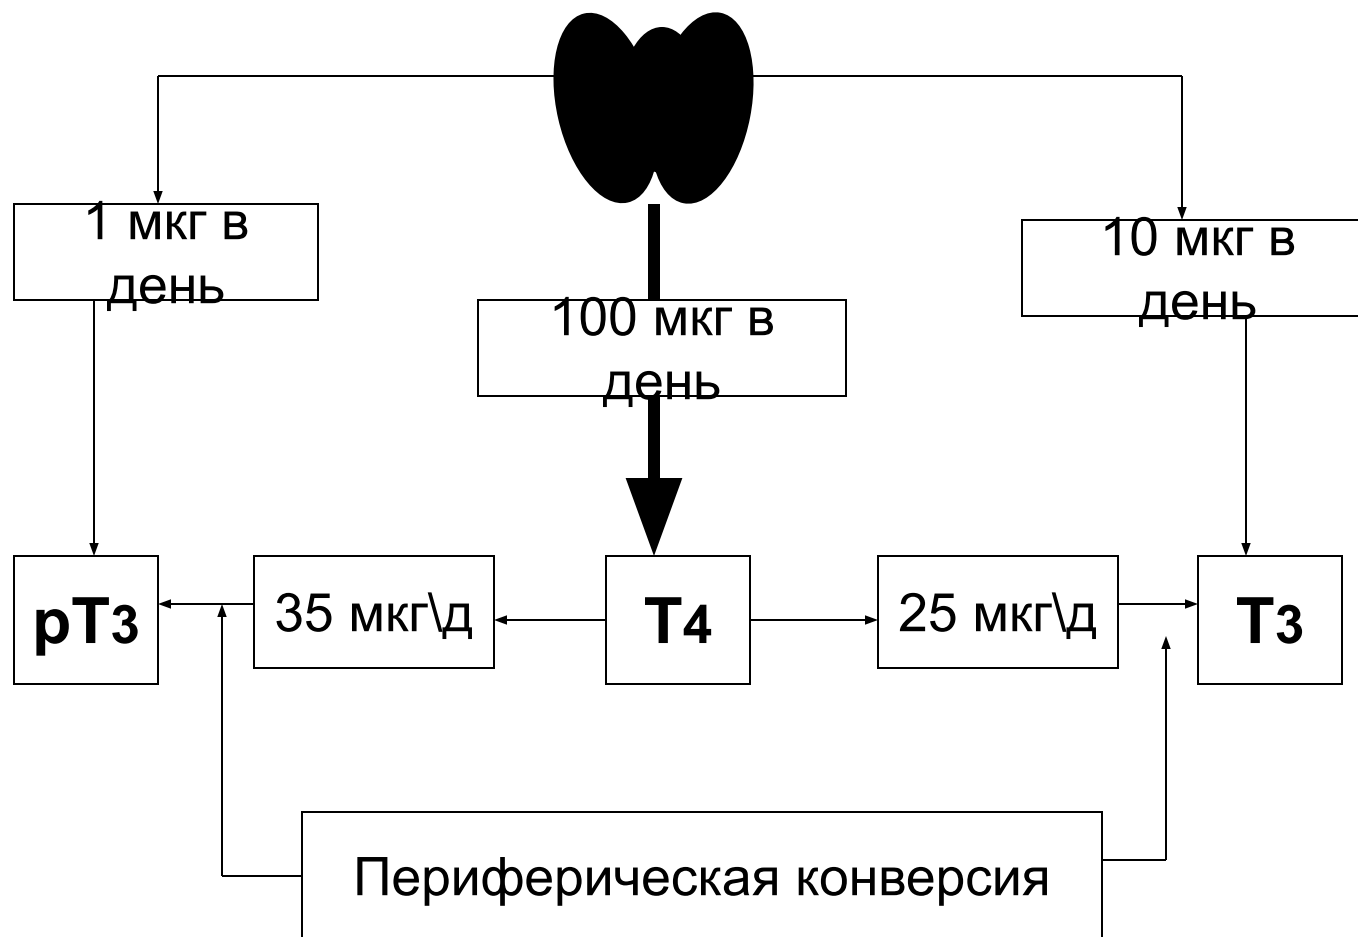 1 мкг в
день
10 мкг в
день
100 мкг в
день
рТ3
35 мкг\д
Т4
25 мкг\д
Т3
Периферическая конверсия